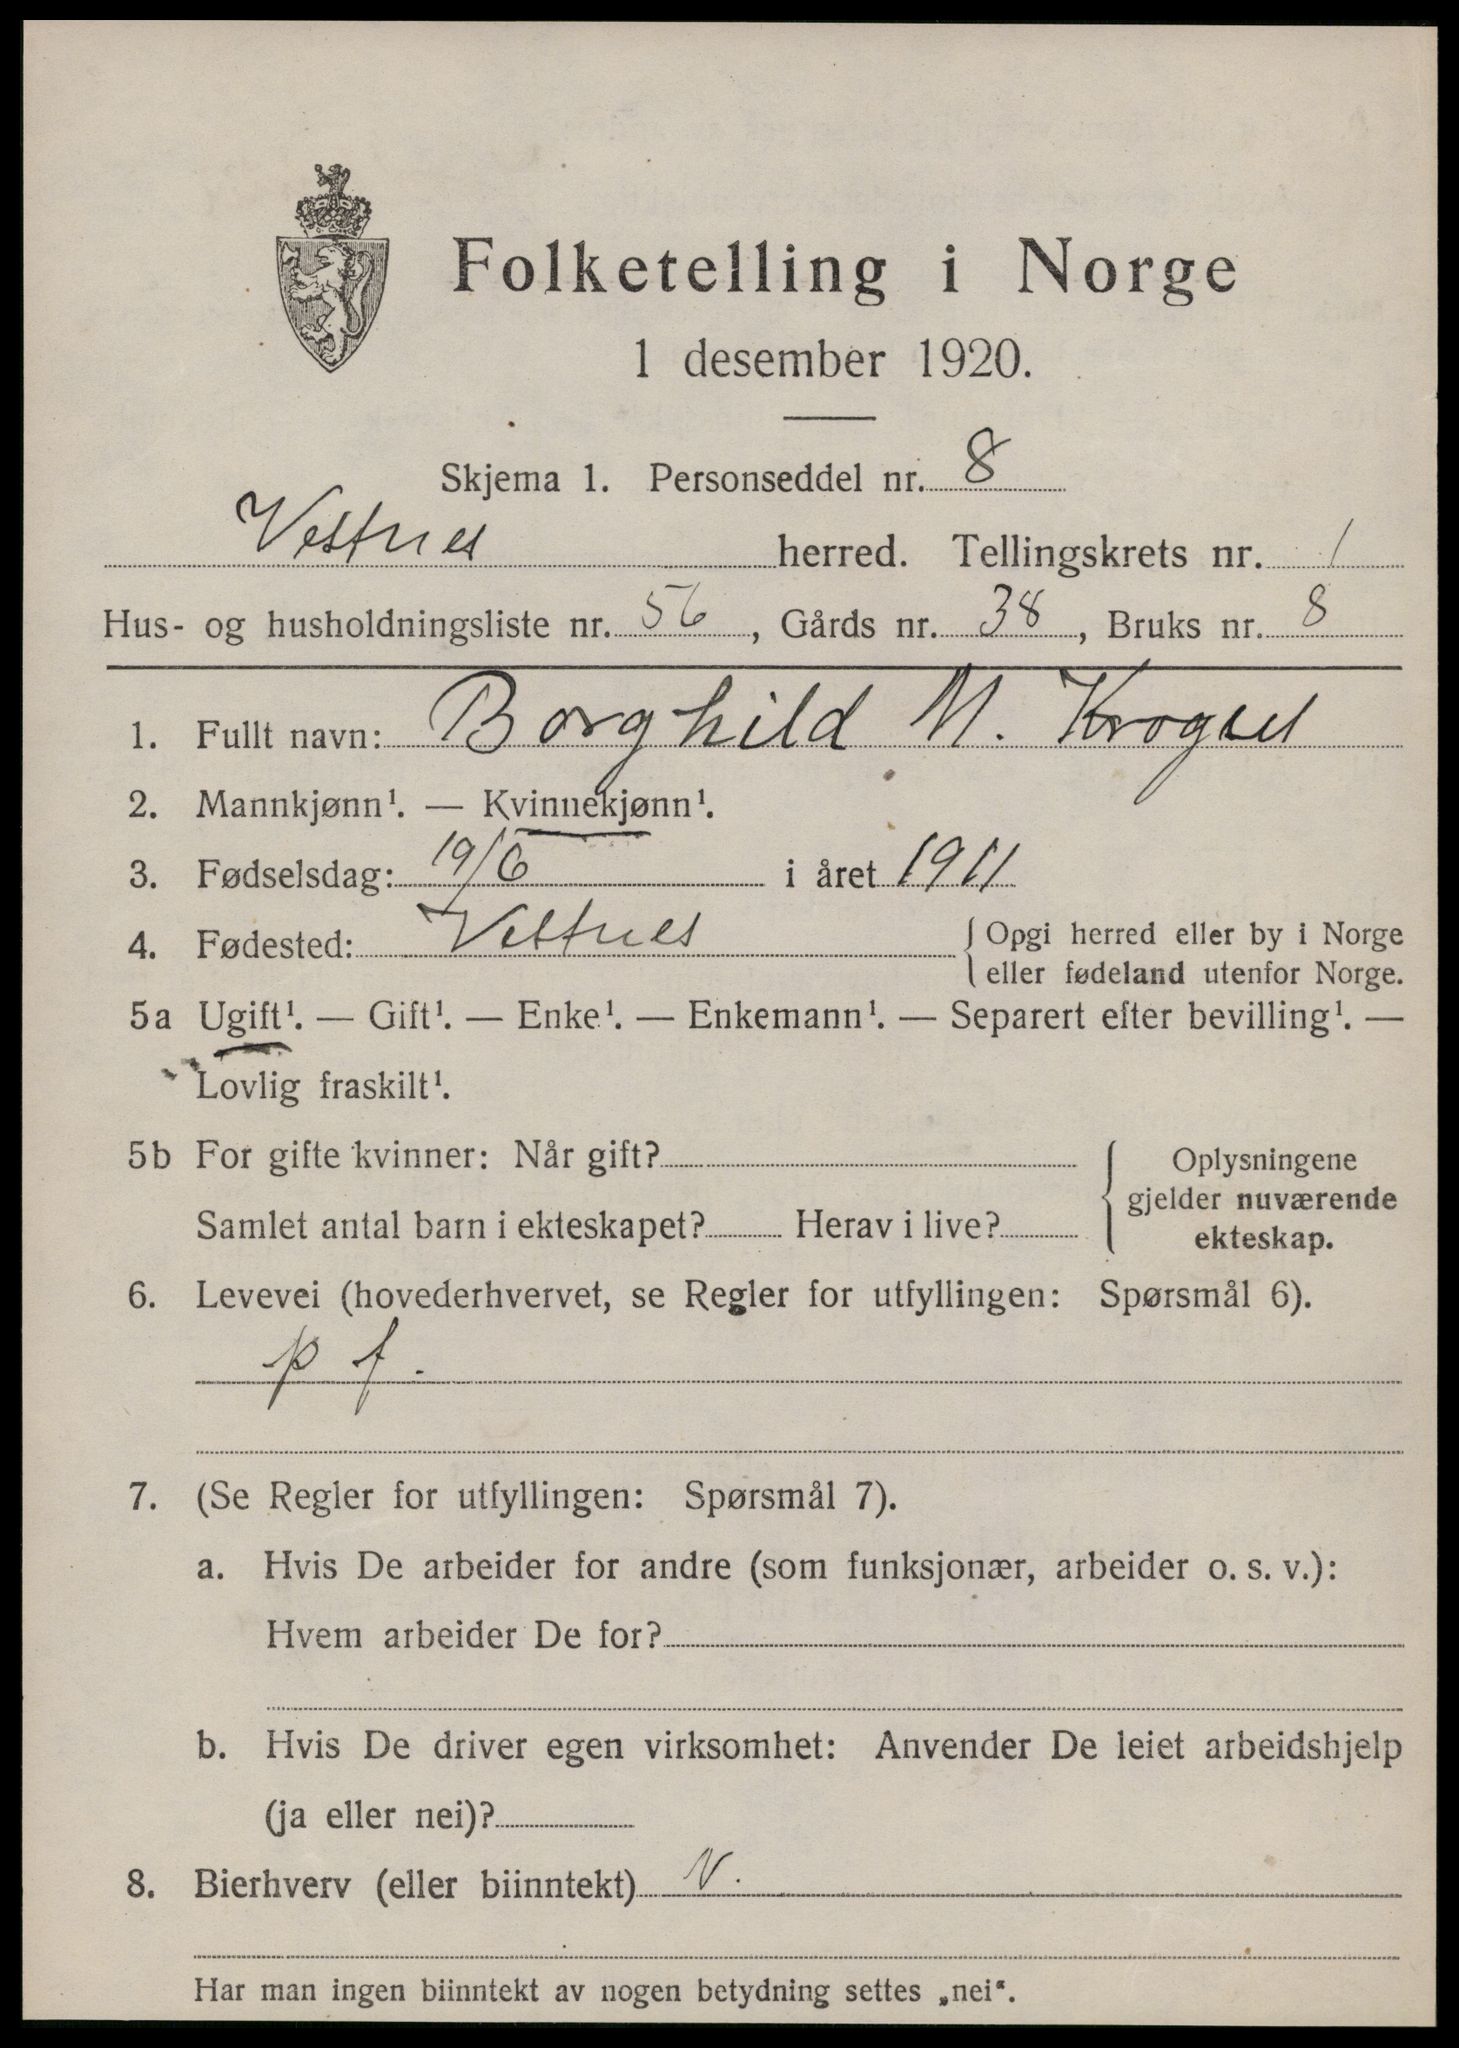 Folketelling i Norge
1 desember 1920.
Skjema 1. Personseddel nr. 8
Vestnes herred. Tellingskrets nr. 1
Hus- og husholdningsliste nr. 56, Gårds nr. 38, Bruks nr. 8
1. Fullt navn: Borghild M. Krogset
2. Mannkjønn¹. — Kvinnekjønn¹.
3. Fødselsdag: 19/6 i året 1911
4. Fødested: Vestnes { Opgi herred eller by i Norge
eller fødeland utenfor Norge.
5a Ugift¹. — Gift¹. — Enke¹. — Enkemann¹. — Separert efter bevilling¹. —
Lovlig fraskilt¹.
5b For gifte kvinner: Når gift?
Samlet antal barn i ekteskapet? Herav i live?
{ Oplysningene
gjelder nuværende
ekteskap.
6. Levevei (hovederhvervet, se Regler for utfyllingen: Spørsmål 6).
p f.
7. (Se Regler for utfyllingen: Spørsmål 7).
a. Hvis De arbeider for andre (som funksjonær, arbeider o. s. v.):
Hvem arbeider De for?
b. Hvis De driver egen virksomhet: Anvender De leiet arbeidshjelp
(ja eller nei)?
8. Bierhverv (eller biinntekt) N.
Har man ingen biinntekt av nogen betydning settes „nei“.